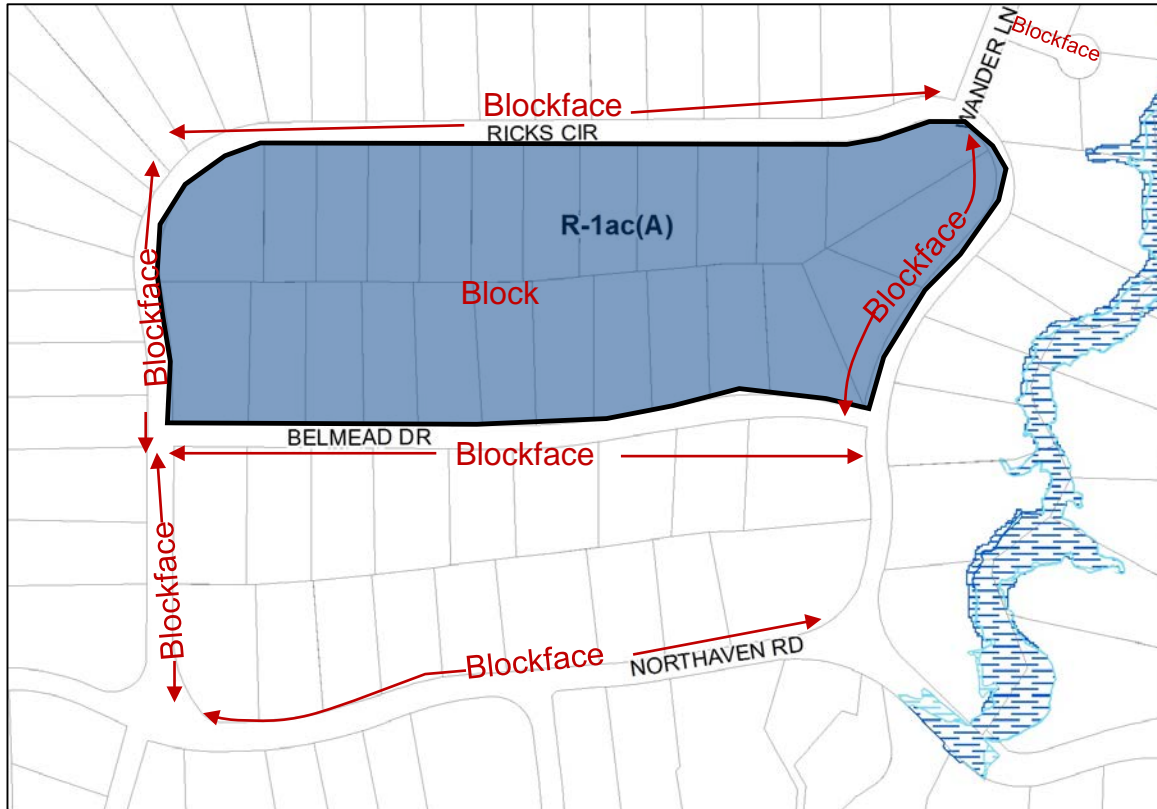 Blockface
WANDER LN
Blockface
RICKS CIR
R-1ac(A)
Blockface
Blockface
Block
BELMEAD DR
Blockface
Blockface
Blockface
NORTHAVEN RD